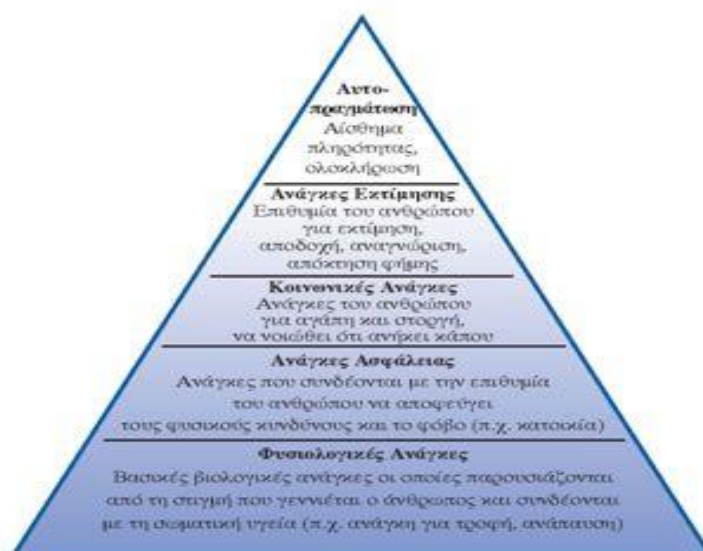 Αυτο-
πραγμάτωση
Αίσθημα
πληρότητας,
ολοκλήρωση
Ανάγκες Εκτίμησης
Επιθυμία του ανθρώπου
για εκτίμηση,
αποδοχή, αναγνώριση,
απόκτηση φήμης
Κοινωνικές Ανάγκες
Ανάγκες του ανθρώπου
για αγάπη και στοργή,
να νοιώθει ότι ανήκει κάπου
Ανάγκες Ασφάλειας
Ανάγκες που συνδέονται με την επιθυμία
του ανθρώπου να αποφεύγει
τους φυσικούς κινδύνους και το φόβο (π.χ. κατοικία)
Φυσιολογικές Ανάγκες
Βασικές βιολογικές ανάγκες οι οποίες παρουσιάζονται
από τη στιγμή που γεννιέται ο άνθρωπος και συνδέονται
με τη σωματική υγεία (π.χ. ανάγκη για τροφή, ανάπαυση)